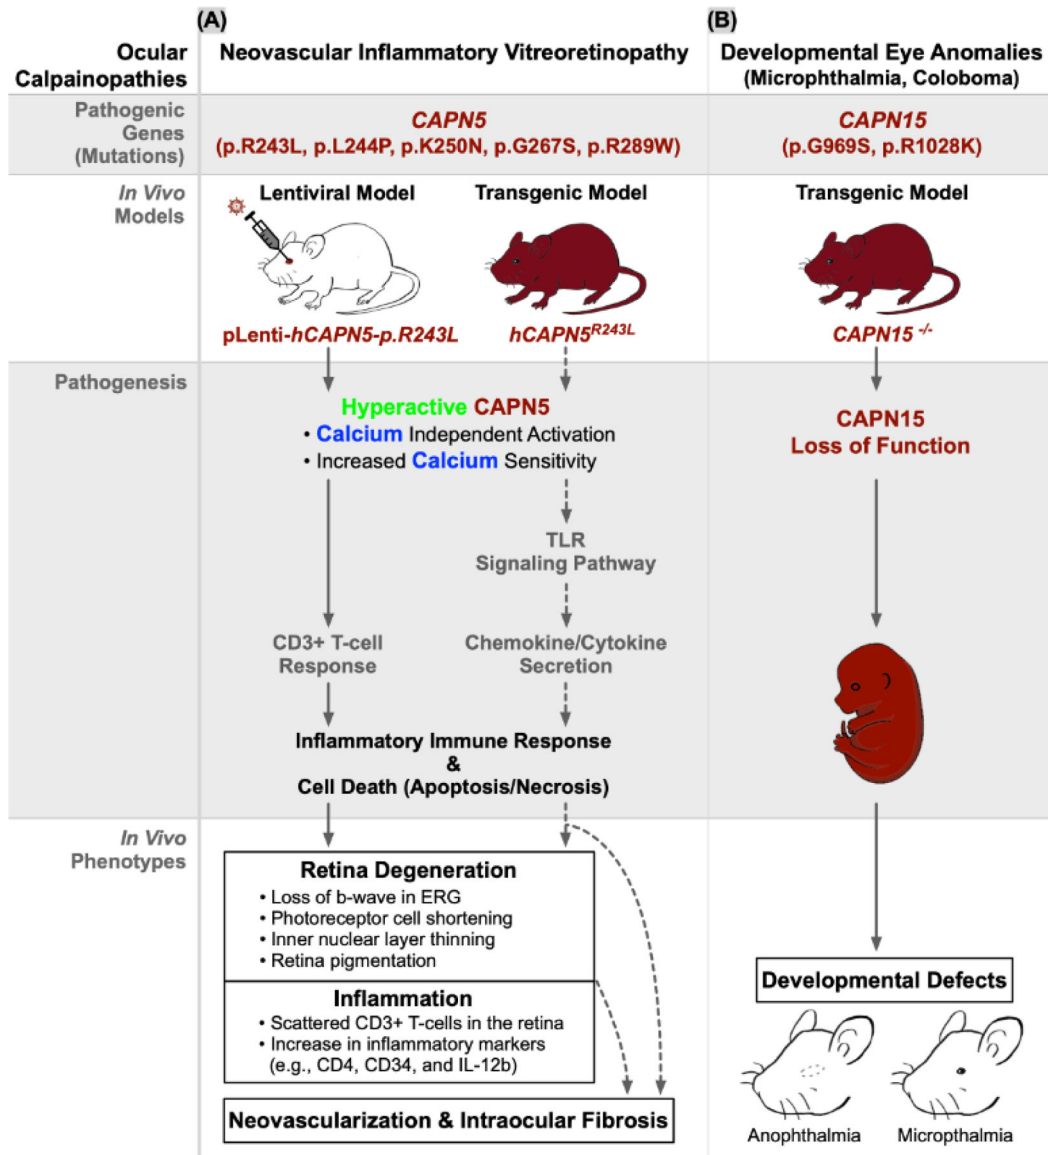 (A)
(B)
Ocular
Calpainopathies
Neovascular Inflammatory Vitreoretinopathy
Developmental Eye Anomalies
(Microphthalmia, Coloboma)
Pathogenic
Genes
(Mutations)
CAPN5
(p.R243L, p.L244P, p.K250N, p.G267S, p.R289W)
CAPN15
(p.G969S, p.R1028K)
In Vivo
Models
Lentiviral Model
Transgenic Model
Transgenic Model
pLenti-hCAPN5-p.R243L
hCAPN5R243L
CAPN15 -/-
Pathogenesis
Hyperactive CAPN5
• Calcium Independent Activation
• Increased Calcium Sensitivity
CAPN15
Loss of Function
TLR
Signaling Pathway
CD3+ T-cell
Response
Chemokine/Cytokine
Secretion
Inflammatory Immune Response
&
Cell Death (Apoptosis/Necrosis)
In Vivo
Phenotypes
Retina Degeneration
• Loss of b-wave in ERG
• Photoreceptor cell shortening
• Inner nuclear layer thinning
• Retina pigmentation
Inflammation
• Scattered CD3+ T-cells in the retina
• Increase in inflammatory markers
(e.g., CD4, CD34, and IL-12b)
Neovascularization & Intraocular Fibrosis
Developmental Defects
Anophthalmia
Micropthalmia